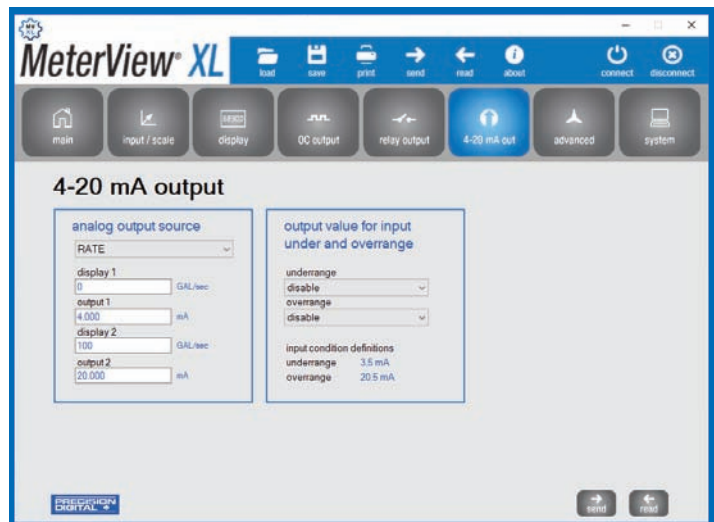 MeterView® XL
load save print send read about connect disconnect
main input / scale display OC output relay output 4-20 mA out advanced system
4-20 mA output
analog output source
RATE
display 1
0 GAL/sec
output 1
4.000 mA
display 2
100 GAL/sec
output 2
20.000 mA
output value for input
under and overrange
underrange
disable
overrange
disable
input condition definitions
underrange 3.5 mA
overrange 20.5 mA
PRECISION
DIGITAL
send read